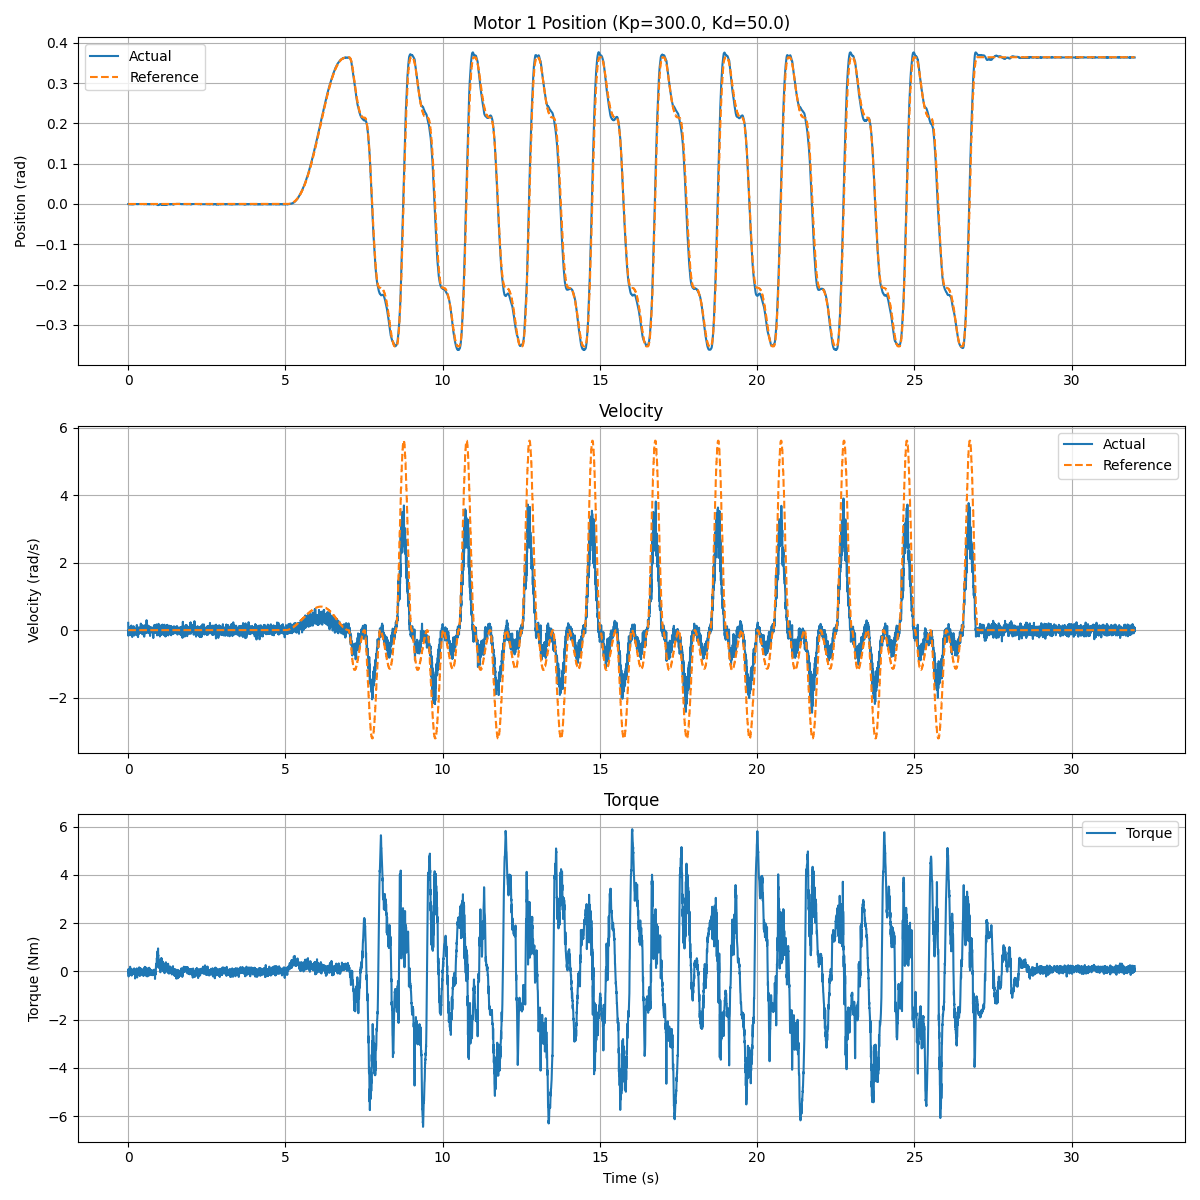 Motor 1 Position (Kp=300.0, Kd=50.0)
Actual
Reference
0.4
0.3
0.2
0.1
0.0
−0.1
−0.2
−0.3
Position (rad)
0 5 10 15 20 25 30
Velocity
Actual
Reference
6
4
2
0
−2
Velocity (rad/s)
0 5 10 15 20 25 30
Torque
Torque
6
4
2
0
−2
−4
−6
Torque (Nm)
0 5 10 15 20 25 30
Time (s)